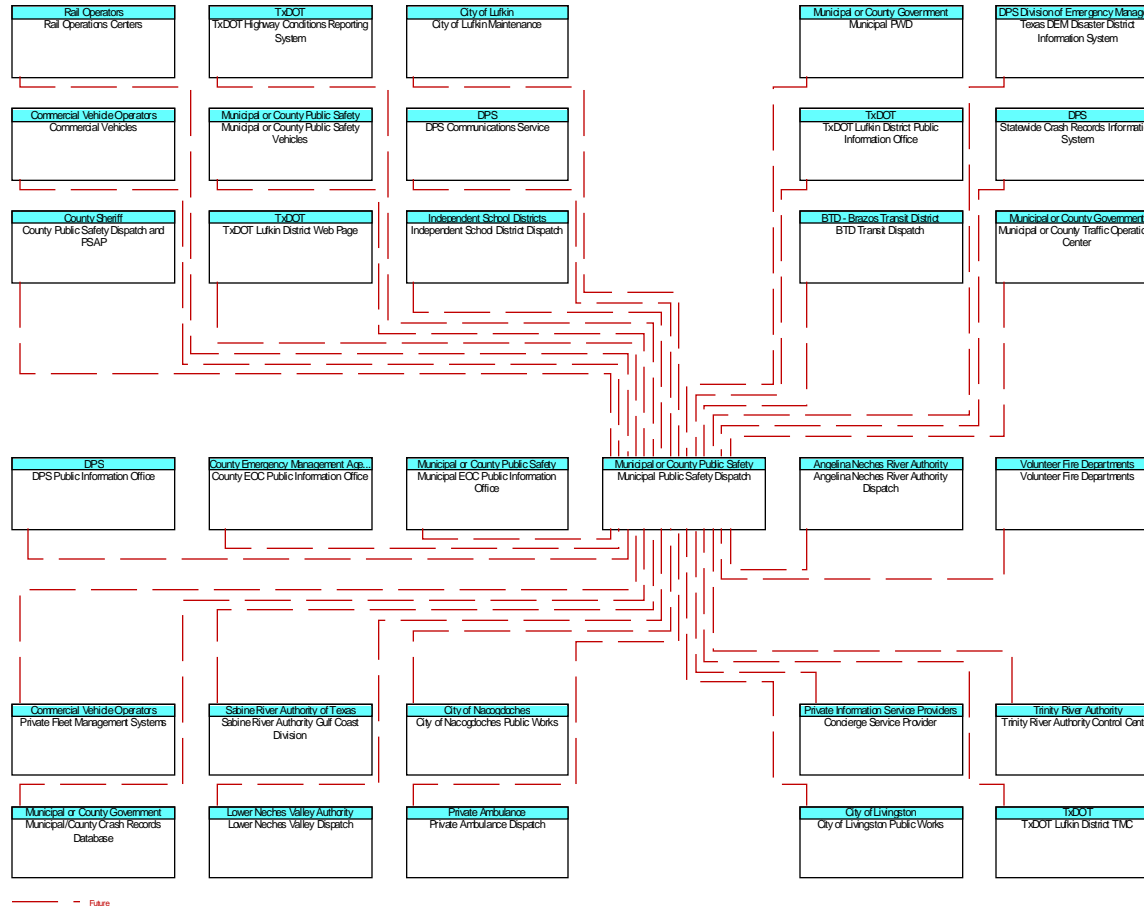 Rail Operators
Rail Operations Centers
TxDOT
TxDOT Highway Conditions Reporting
System
City of Lufkin
City of Lufkin Maintenance
Municipal or County Government
Municipal PWD
DPS Division of Emergency Manage
Texas DEM Disaster District
Information System
Commercial Vehicle Operators
Commercial Vehicles
Municipal or County Public Safety
Municipal or County Public Safety
Vehicles
DPS
DPS Communications Service
TxDOT
TxDOT Lufkin District Public
Information Office
DPS
Statewide Crash Records Informati
System
County Sheriff
County Public Safety Dispatch and
PSAP
TxDOT
TxDOT Lufkin District Web Page
Independent School Districts
Independent School District Dispatch
BTD - Brazos Transit District
BTD Transit Dispatch
Municipal or County Government
Municipal or County Traffic Operation
Center
DPS
DPS Public Information Office
County Emergency Management Age...
County EOC Public Information Office
Municipal or County Public Safety
Municipal EOC Public Information
Office
Municipal or County Public Safety
Municipal Public Safety Dispatch
Angelina Neches River Authority
Angelina Neches River Authority
Dispatch
Volunteer Fire Departments
Volunteer Fire Departments
Commercial Vehicle Operators
Private Fleet Management Systems
Sabine River Authority of Texas
Sabine River Authority Gulf Coast
Division
City of Nacogdoches
City of Nacogdoches Public Works
Private Information Service Providers
Concierge Service Provider
Trinity River Authority
Trinity River Authority Control Cent
Municipal or County Government
Municipal/County Crash Records
Database
Lower Neches Valley Authority
Lower Neches Valley Dispatch
Private Ambulance
Private Ambulance Dispatch
City of Livingston
City of Livingston Public Works
TxDOT
TxDOT Lufkin District TMC
Future